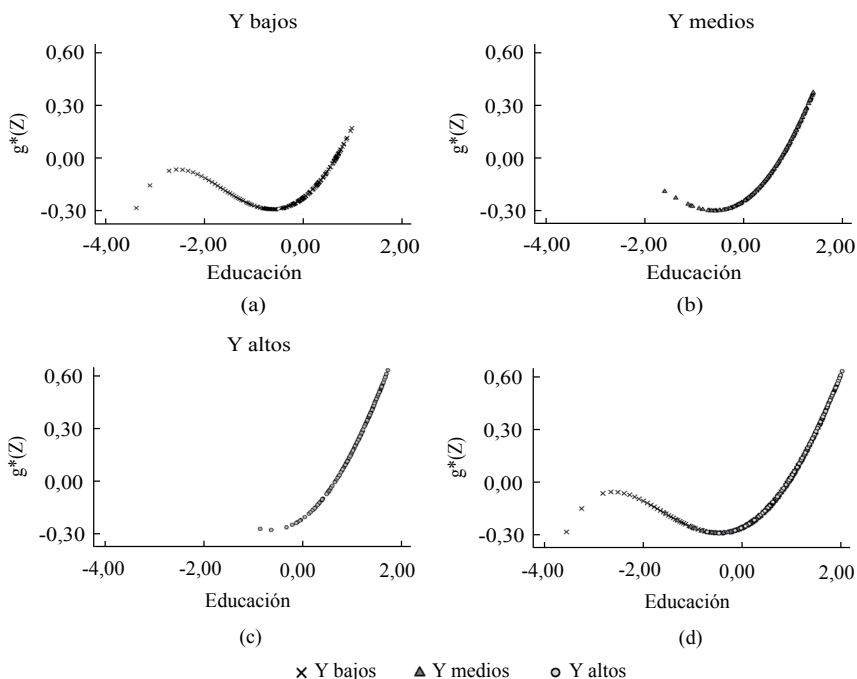 Y bajos
0,60
0,30
0,00
-0,30
g*(Z)
-4,00 -2,00 0,00 2,00
Educación
(a)
Y medios
0,60
0,30
0,00
-0,30
g*(Z)
-4,00 -2,00 0,00 2,00
Educación
(b)
Y altos
0,60
0,30
0,00
-0,30
g*(Z)
-4,00 -2,00 0,00 2,00
Educación
(c)
0,60
0,30
0,00
-0,30
g*(Z)
-4,00 -2,00 0,00 2,00
Educación
(d)
Y bajos Y medios Y altos